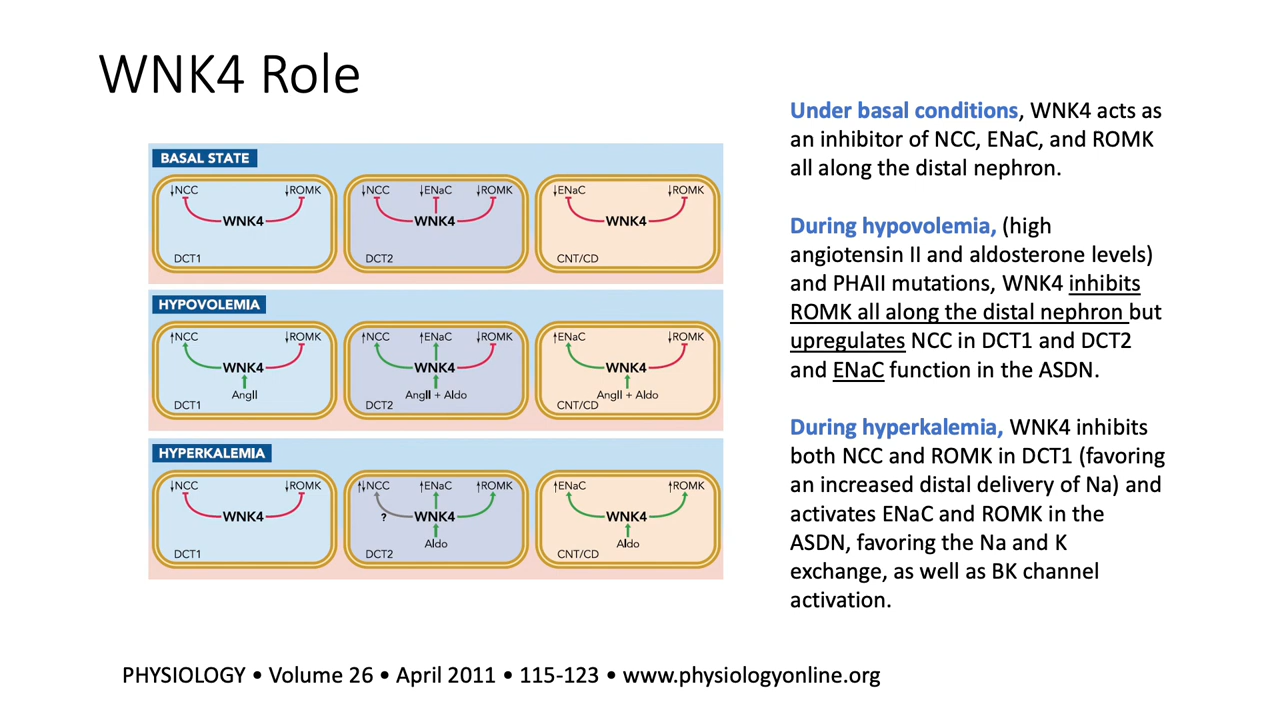 WNK4 Role
BASAL STATE
↓NCC ↓ROMK
WNK4
DCT1
↓NCC ↓ENaC ↓ROMK
WNK4
DCT2
↓ENaC ↓ROMK
WNK4
CNT/CD
HYPOVOLEMIA
↑NCC ↓ROMK
WNK4
AngII
DCT1
↑NCC ↑ENaC ↓ROMK
WNK4
AngII + Aldo
DCT2
↑ENaC ↓ROMK
WNK4
AngII + Aldo
CNT/CD
HYPERKALEMIA
↓NCC ↓ROMK
WNK4
DCT1
↑↓NCC ↑ENaC ↑ROMK
? WNK4
Aldo
DCT2
↑ENaC ↑ROMK
WNK4
Aldo
CNT/CD
Under basal conditions, WNK4 acts as
an inhibitor of NCC, ENaC, and ROMK
all along the distal nephron.
During hypovolemia, (high
angiotensin II and aldosterone levels)
and PHAII mutations, WNK4 inhibits
ROMK all along the distal nephron but
upregulates NCC in DCT1 and DCT2
and ENaC function in the ASDN.
During hyperkalemia, WNK4 inhibits
both NCC and ROMK in DCT1 (favoring
an increased distal delivery of Na) and
activates ENaC and ROMK in the
ASDN, favoring the Na and K
exchange, as well as BK channel
activation.
PHYSIOLOGY • Volume 26 • April 2011 • 115-123 • www.physiologyonline.org